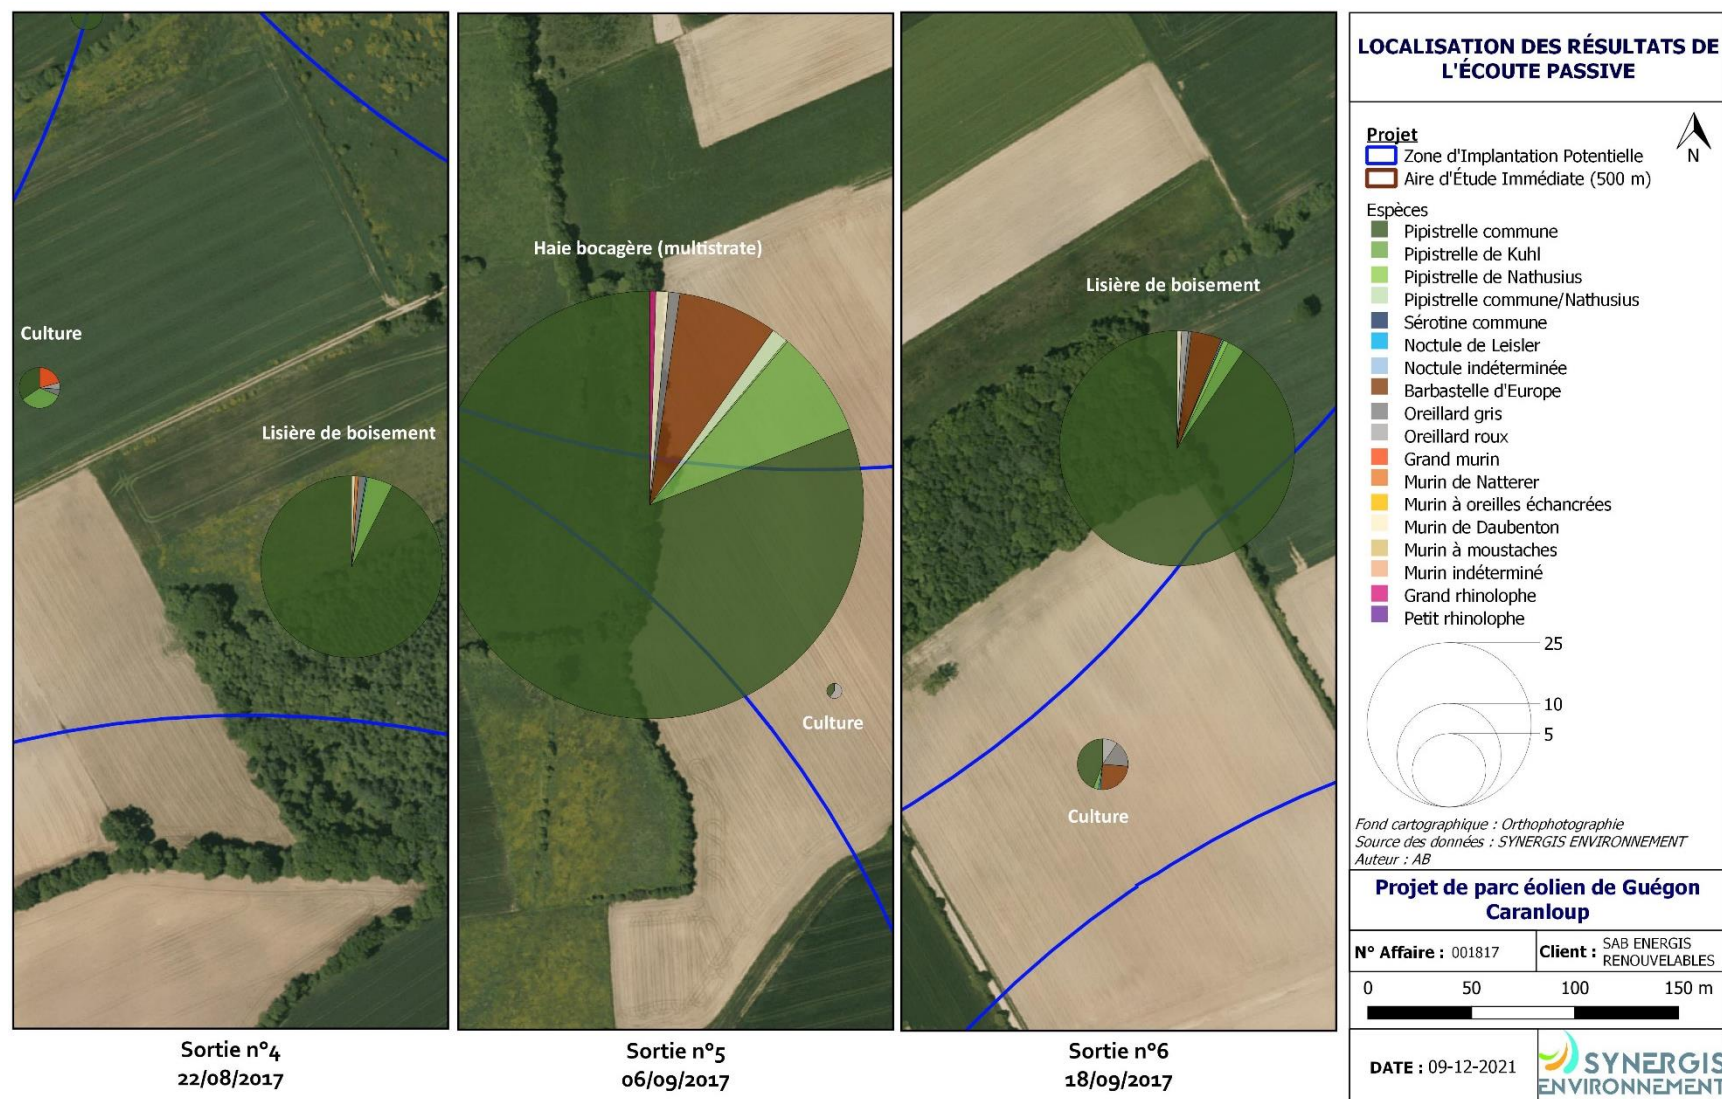 Culture
Lisière de boisement
Sortie n°4
22/08/2017
Haie bocagère (multistrate)
Culture
Sortie n°5
06/09/2017
Lisière de boisement
Culture
Sortie n°6
18/09/2017
LOCALISATION DES RÉSULTATS DE
L'ÉCOUTE PASSIVE
Projet
Zone d'Implantation Potentielle
Aire d'Étude Immédiate (500 m)
N
Espèces
Pipistrelle commune
Pipistrelle de Kuhl
Pipistrelle de Nathusius
Pipistrelle commune/Nathusius
Sérotine commune
Noctule de Leisler
Noctule indéterminée
Barbastelle d'Europe
Oreillard gris
Oreillard roux
Grand murin
Murin de Natterer
Murin à oreilles échancrées
Murin de Daubenton
Murin à moustaches
Murin indéterminé
Grand rhinolophe
Petit rhinolophe
25
10
5
Fond cartographique : Orthophotographie
Source des données : SYNERGIS ENVIRONNEMENT
Auteur : AB
Projet de parc éolien de Guégon
Caranloup
N° Affaire : 001817
Client : SAB ENERGIS
RENOUVELABLES
0 50 100 150 m
DATE : 09-12-2021
SYNERGIS
ENVIRONNEMENT